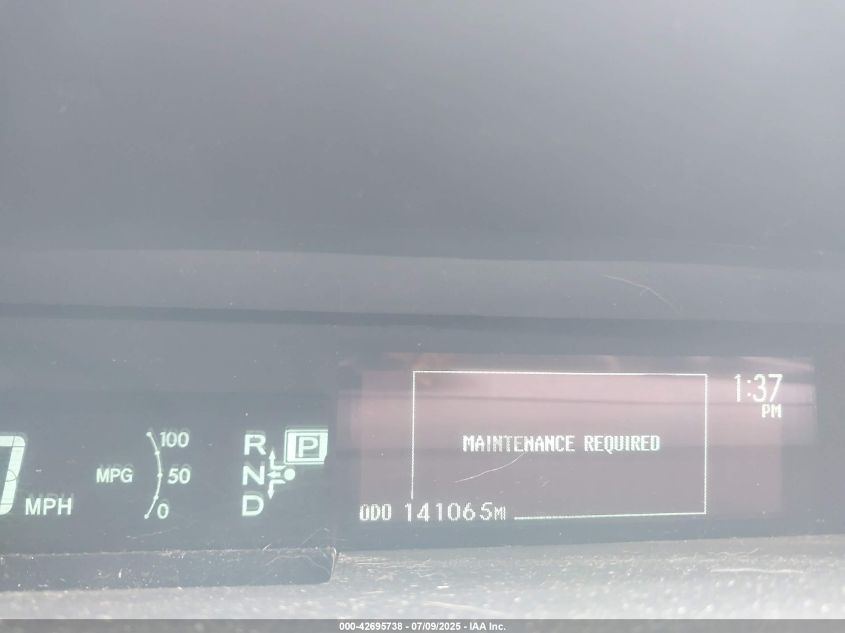 1:37
PM
MAINTENANCE REQUIRED
ODO 141065MI
MPH
MPG
100
50
0
R
N
D
P
000-42695738 - 07/09/2025 - IAA Inc.